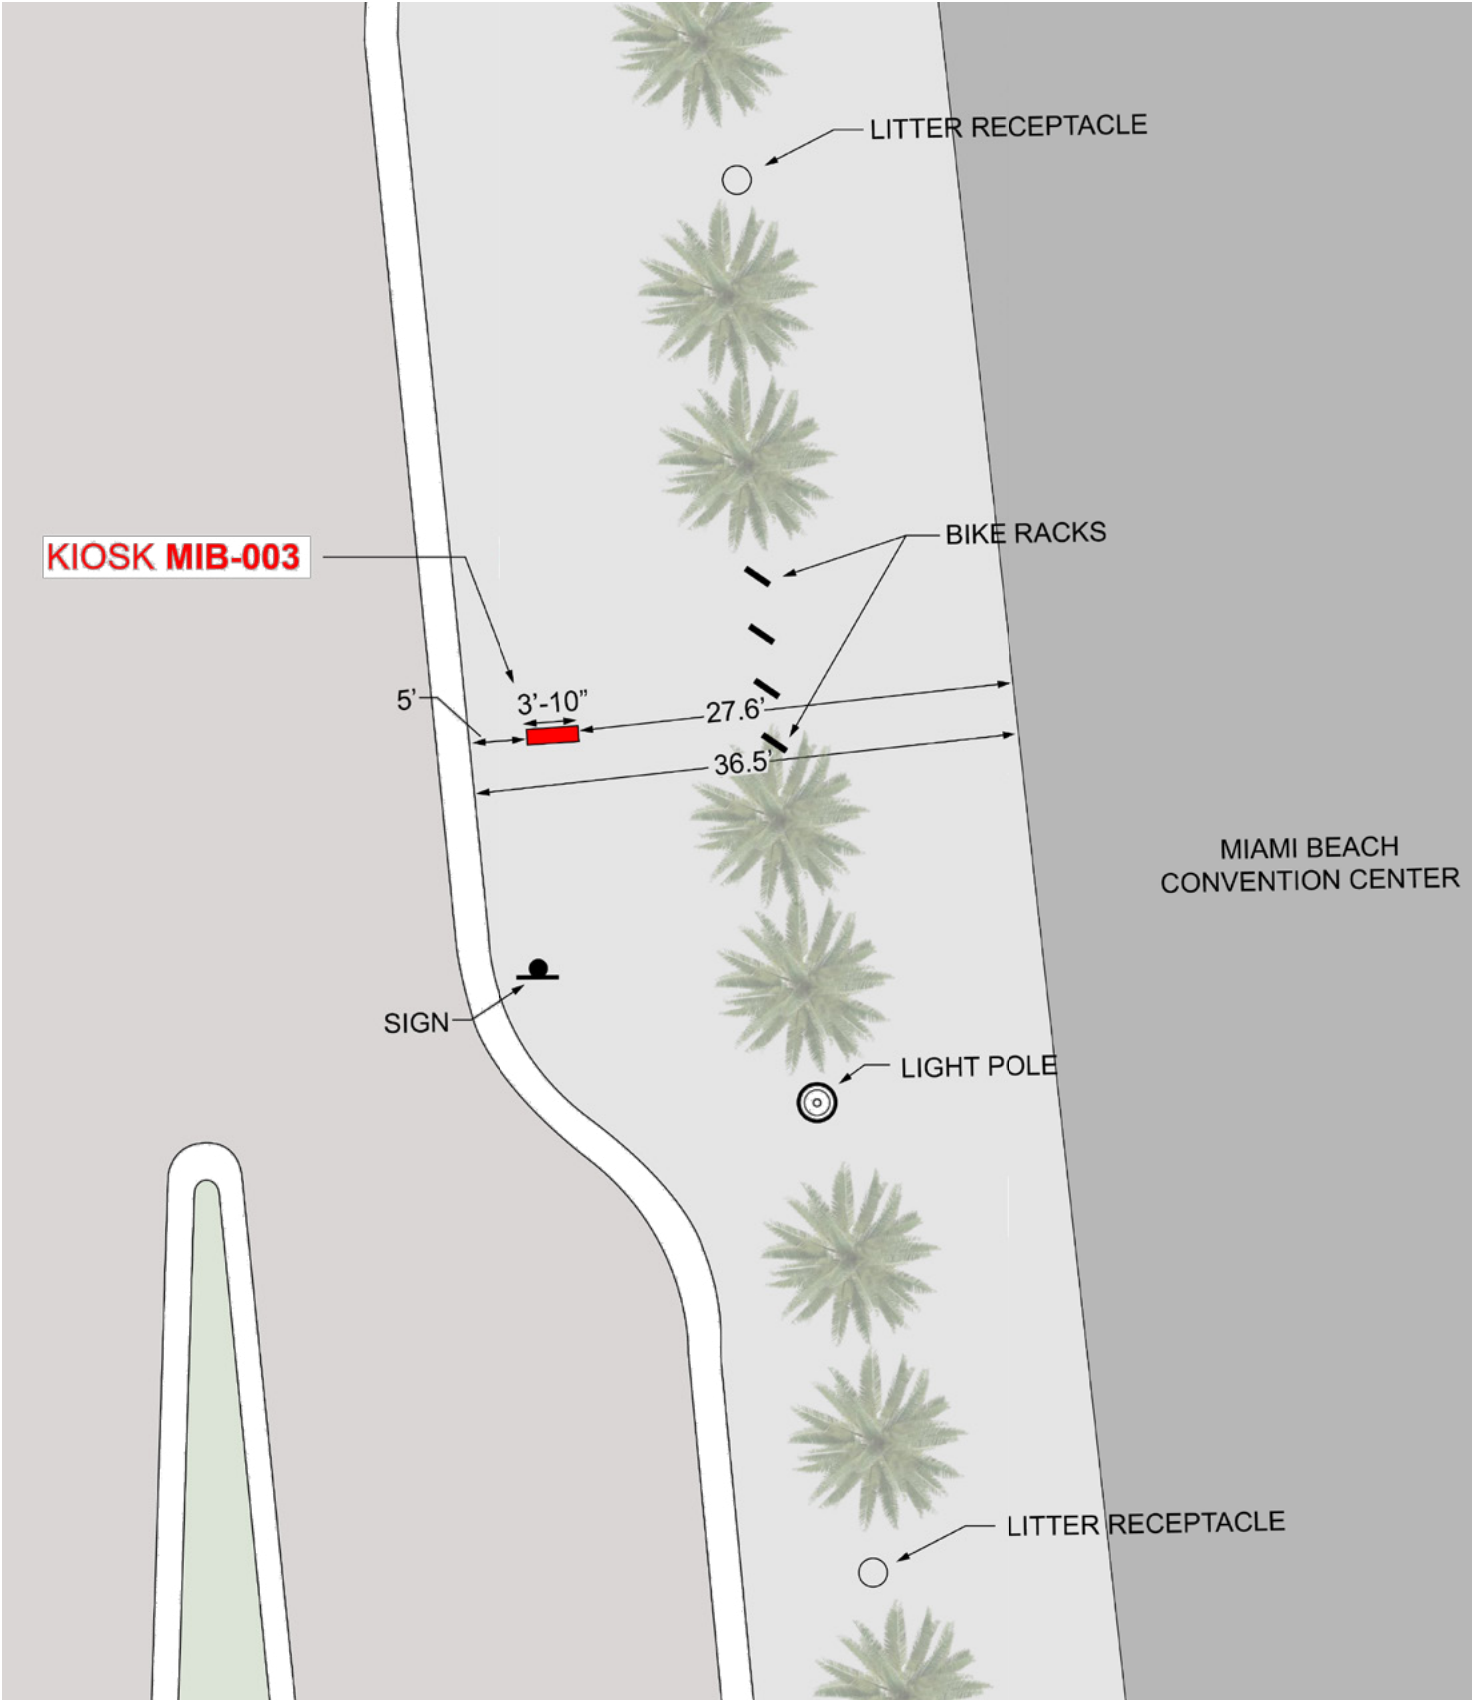 LITTER RECEPTACLE
BIKE RACKS
KIOSK MIB-003
5’
3’-10”
27.6’
36.5’
MIAMI BEACH
CONVENTION CENTER
SIGN
LIGHT POLE
LITTER RECEPTACLE